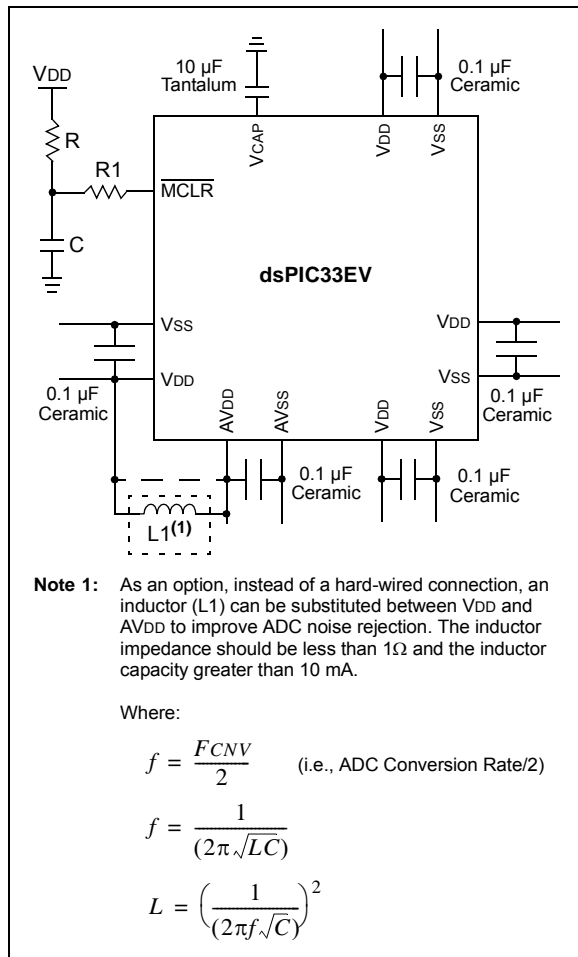 10 µF
Tantalum
0.1 µF
Ceramic
VDD
R
R1
C
VCAP
VDD
VSS
MCLR
dsPIC33EV
VSS
VDD
VDD
VSS
0.1 µF
Ceramic
AVDD
AVSS
VDD
VSS
0.1 µF
Ceramic
0.1 µF
Ceramic
0.1 µF
Ceramic
L1(1)
Note 1: As an option, instead of a hard-wired connection, an
inductor (L1) can be substituted between VDD and
AVDD to improve ADC noise rejection. The inductor
impedance should be less than 1Ω and the inductor
capacity greater than 10 mA.
Where:
f = FCNV / 2 (i.e., ADC Conversion Rate/2)
f = 1 / (2π√LC)
L = (1 / (2πf√C))²